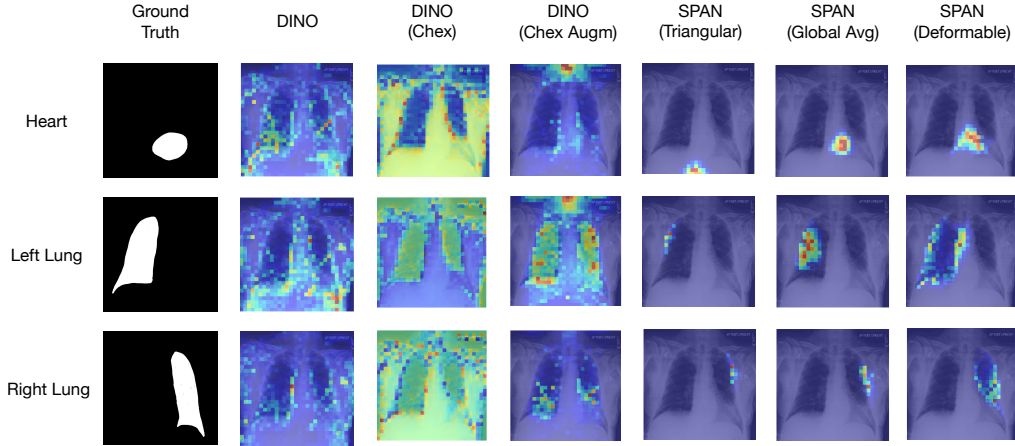 Ground
Truth
DINO
DINO
(Chex)
DINO
(Chex Augm)
SPAN
(Triangular)
SPAN
(Global Avg)
SPAN
(Deformable)
Heart
Left Lung
Right Lung